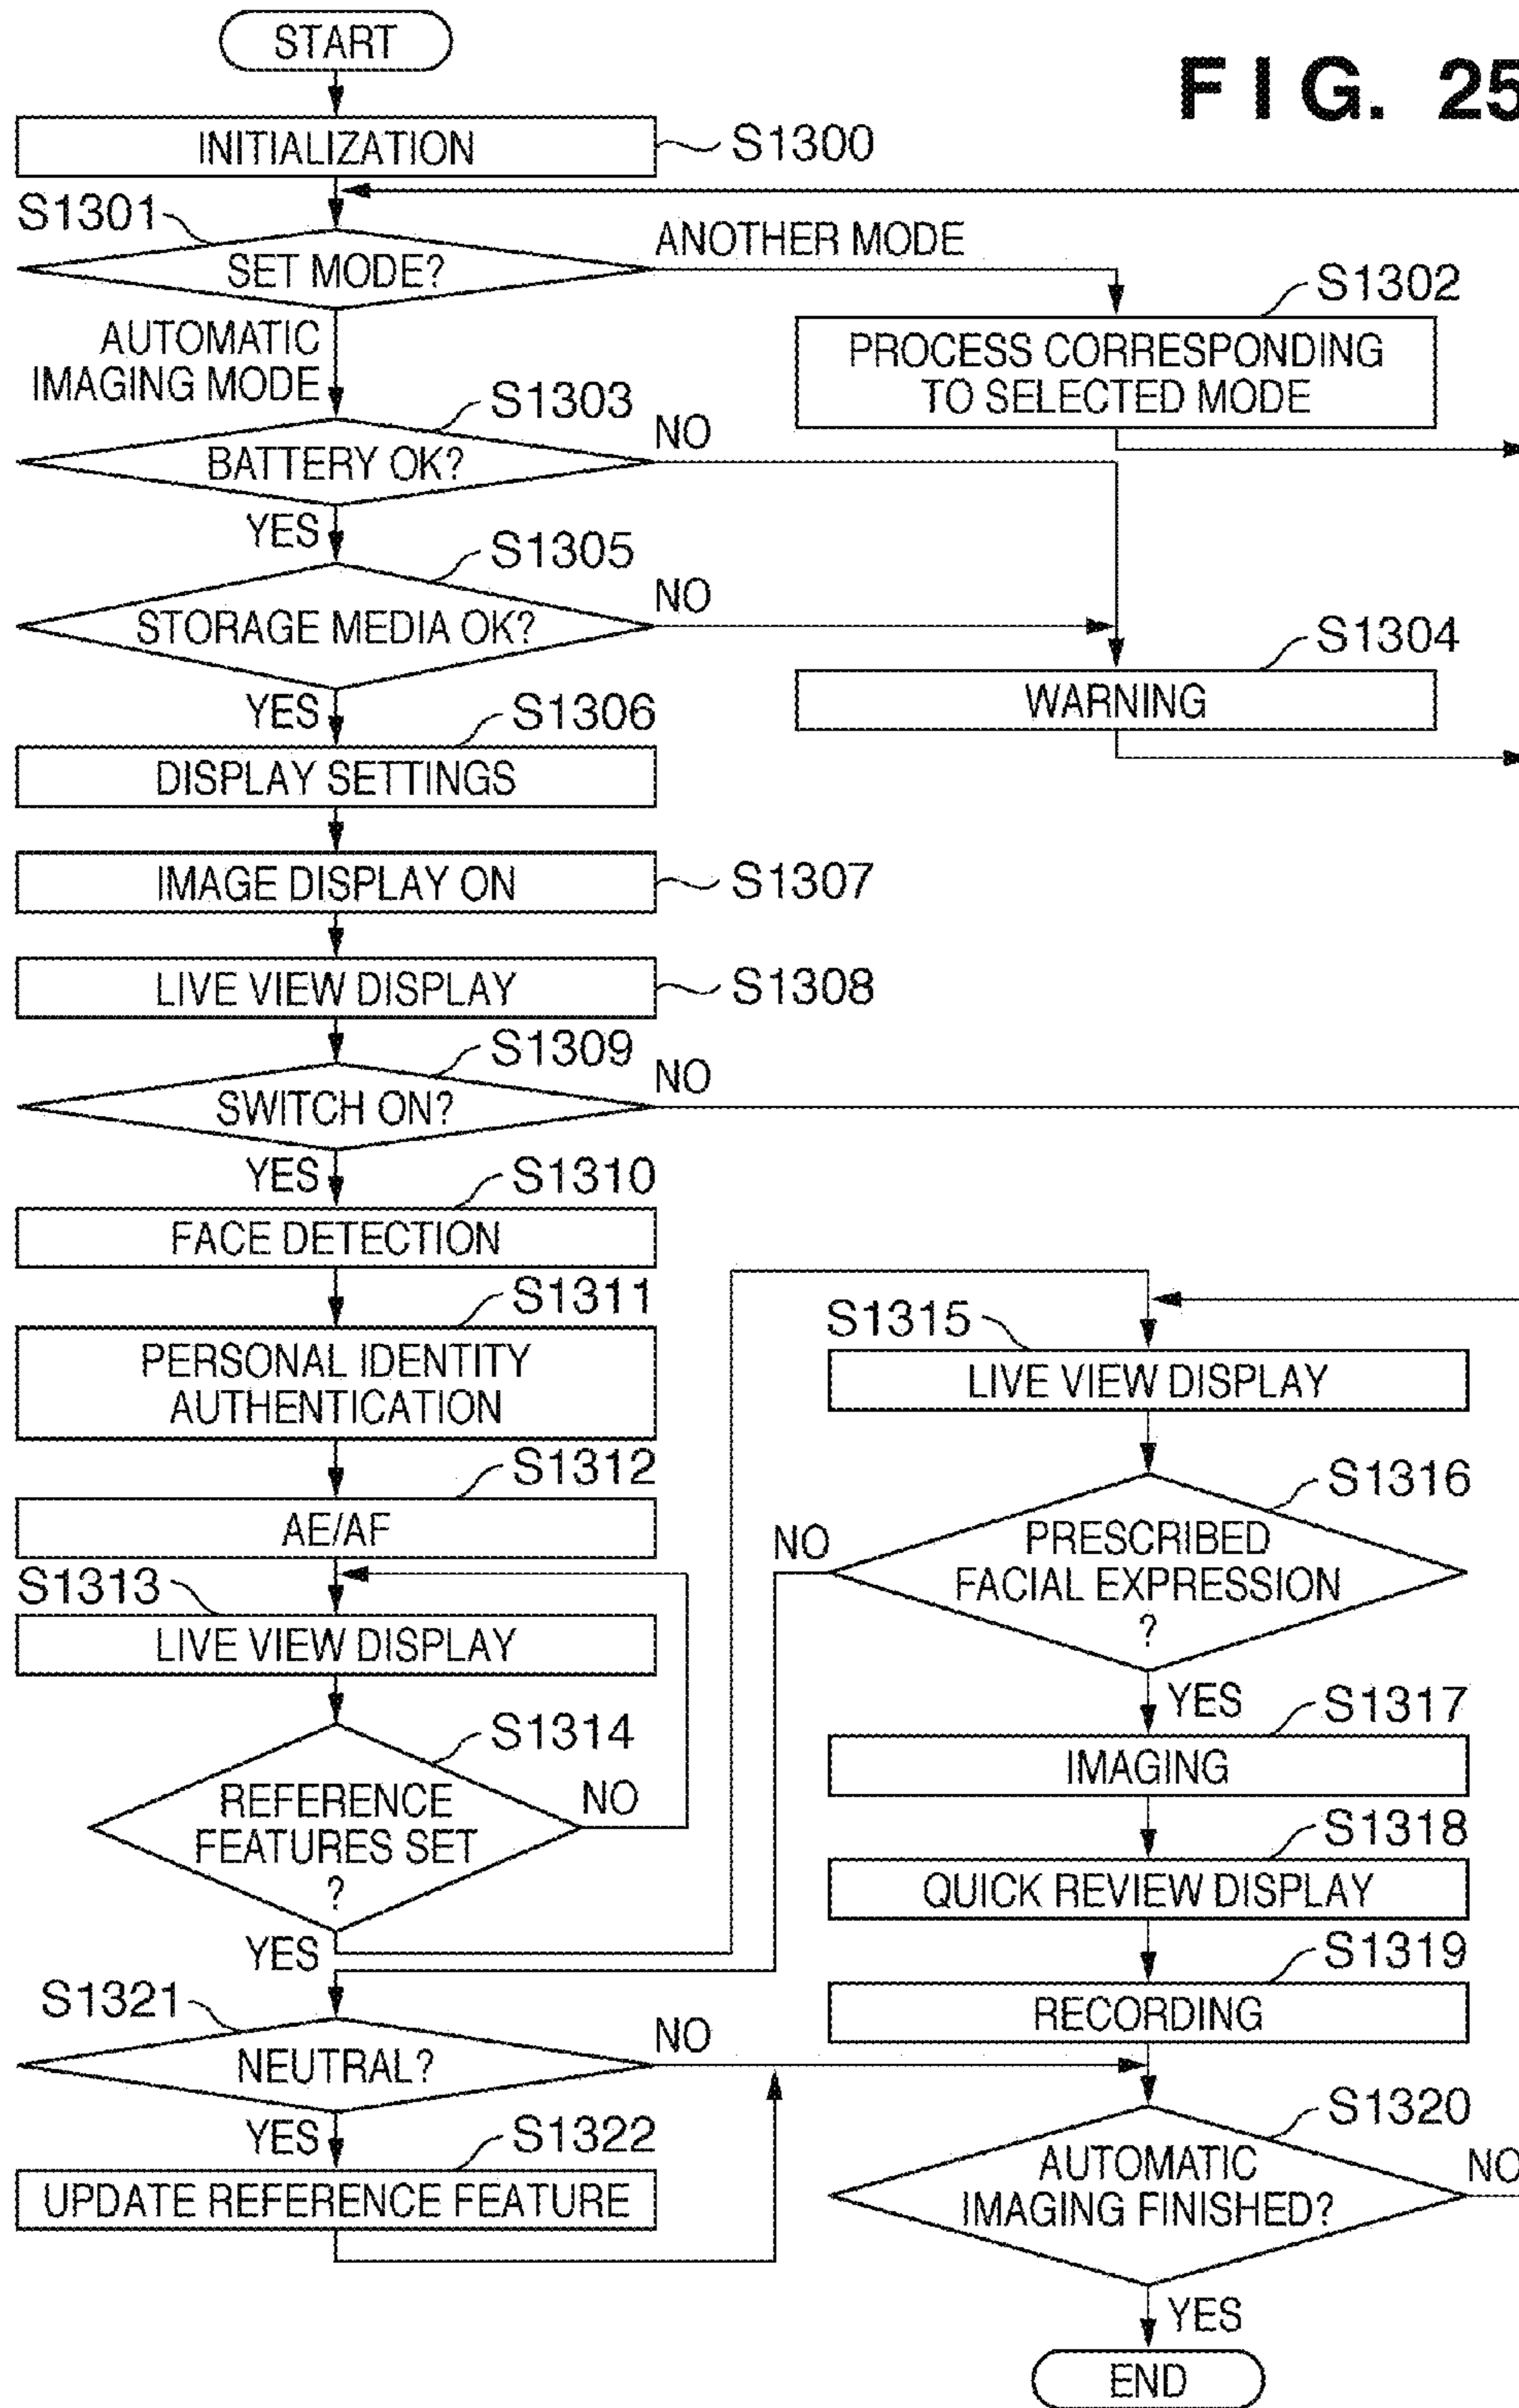 START
FIG. 25
INITIALIZATION
S1300
S1301
SET MODE?
ANOTHER MODE
S1302
PROCESS CORRESPONDING
TO SELECTED MODE
AUTOMATIC
IMAGING MODE
S1303
BATTERY OK?
NO
YES
S1305
STORAGE MEDIA OK?
NO
S1304
WARNING
YES
S1306
DISPLAY SETTINGS
IMAGE DISPLAY ON
S1307
LIVE VIEW DISPLAY
S1308
S1309
SWITCH ON?
NO
YES
S1310
FACE DETECTION
S1311
PERSONAL IDENTITY
AUTHENTICATION
S1312
AE/AF
S1313
LIVE VIEW DISPLAY
S1314
REFERENCE
FEATURES SET
?
NO
YES
S1315
LIVE VIEW DISPLAY
S1316
PRESCRIBED
FACIAL EXPRESSION
?
NO
YES
S1317
IMAGING
S1318
QUICK REVIEW DISPLAY
S1319
RECORDING
S1321
NEUTRAL?
NO
YES
S1322
UPDATE REFERENCE FEATURE
S1320
AUTOMATIC
IMAGING FINISHED?
NO
YES
END